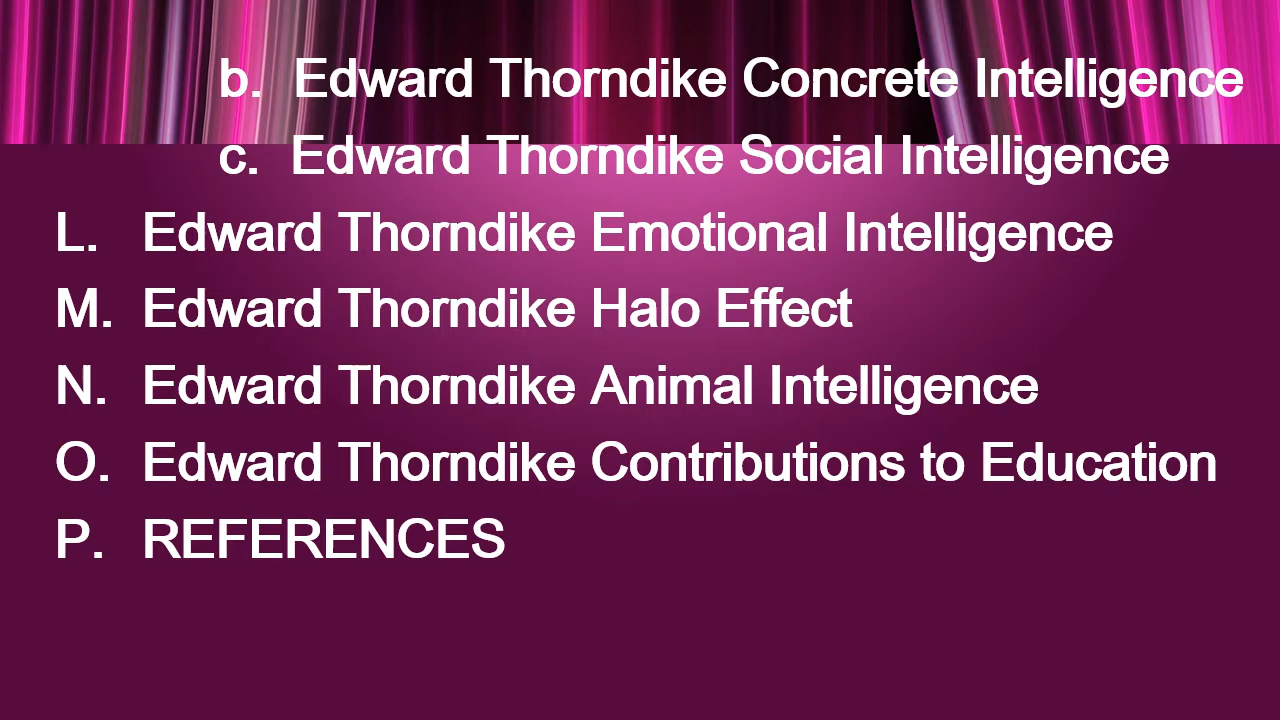 b. Edward Thorndike Concrete Intelligence
c. Edward Thorndike Social Intelligence
L. Edward Thorndike Emotional Intelligence
M. Edward Thorndike Halo Effect
N. Edward Thorndike Animal Intelligence
O. Edward Thorndike Contributions to Education
P. REFERENCES